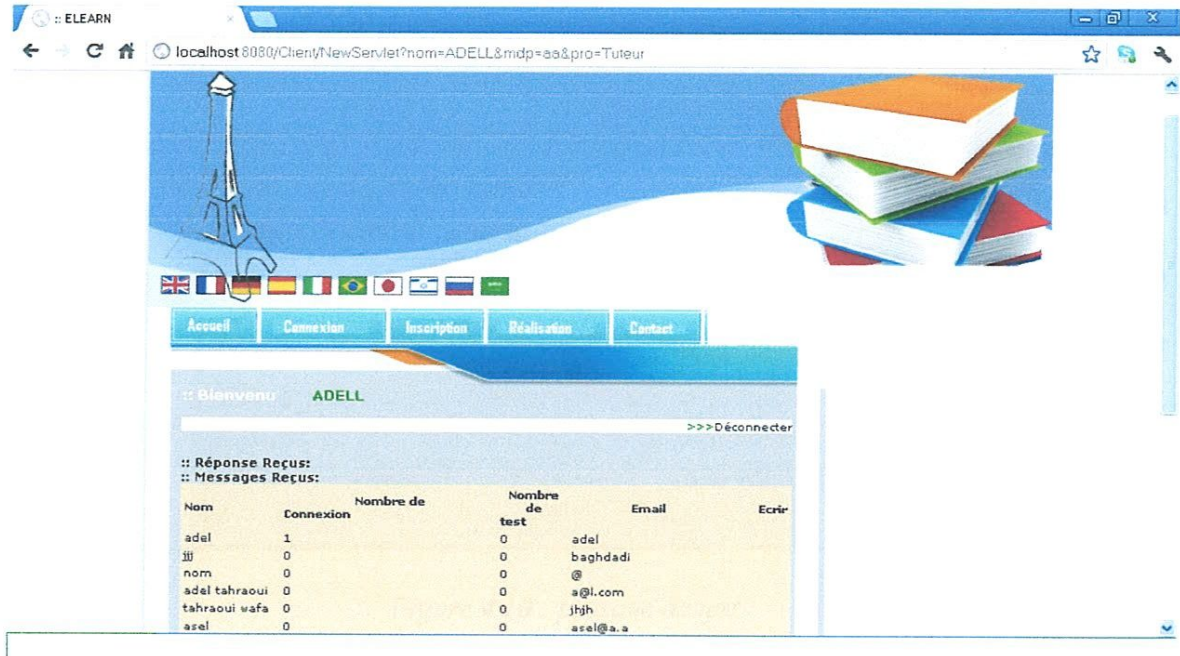 :: ELEARN
localhost:8080/Client/NewServlet?nom=ADELL&mdp=aa&pro=Tuteur
Accueil Connexion Inscription Réalisation Contact
:: Bienvenu ADELL
>>>Déconnecter
:: Réponse Reçus:
:: Messages Reçus:
Nom Nombre de Connexion Nombre de test Email Ecrir
adel 1 0 adel
jjj 0 0 baghdadi
nom 0 0 @
adel tahraoui 0 0 a@l.com
tahraoui wafa 0 0 jhjh
asel 0 0 asel@a.a